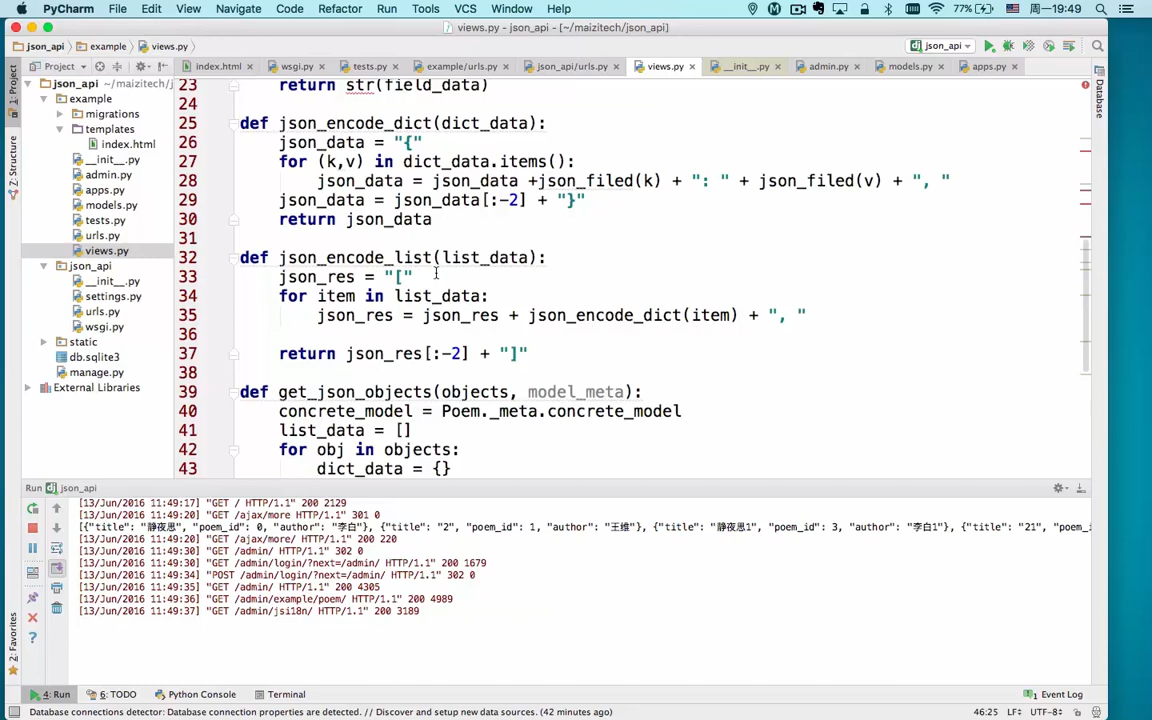 PyCharm File Edit View Navigate Code Refactor Run Tools VCS Window Help 77% 周一19:49
views.py - json_api - [~/maizitech/json_api]
json_api example views.py json_api
Project index.html wsgi.py tests.py example/urls.py json_api/urls.py views.py __init__.py admin.py models.py apps.py
1: Project
Z: Structure
2: Favorites
Database
json_api ~/maizitech/
example
migrations
templates
index.html
__init__.py
admin.py
apps.py
models.py
tests.py
urls.py
views.py
json_api
__init__.py
settings.py
urls.py
wsgi.py
static
db.sqlite3
manage.py
External Libraries
23 return str(field_data)
24
25 def json_encode_dict(dict_data):
26 json_data = "{"
27 for (k,v) in dict_data.items():
28 json_data = json_data +json_filed(k) + ": " + json_filed(v) + ", "
29 json_data = json_data[:-2] + "}"
30 return json_data
31
32 def json_encode_list(list_data):
33 json_res = "["
34 for item in list_data:
35 json_res = json_res + json_encode_dict(item) + ", "
36
37 return json_res[:-2] + "]"
38
39 def get_json_objects(objects, model_meta):
40 concrete_model = Poem._meta.concrete_model
41 list_data = []
42 for obj in objects:
43 dict_data = {}
Run json_api
[13/Jun/2016 11:49:17] "GET / HTTP/1.1" 200 2129
[13/Jun/2016 11:49:20] "GET /ajax/more HTTP/1.1" 301 0
[{"title": "静夜思", "poem_id": 0, "author": "李白"}, {"title": "2", "poem_id": 1, "author": "王维"}, {"title": "静夜思1", "poem_id": 3, "author": "李白1"}, {"title": "21", "poem_i
[13/Jun/2016 11:49:20] "GET /ajax/more/ HTTP/1.1" 200 220
[13/Jun/2016 11:49:30] "GET /admin/ HTTP/1.1" 302 0
[13/Jun/2016 11:49:30] "GET /admin/login/?next=/admin/ HTTP/1.1" 200 1679
[13/Jun/2016 11:49:34] "POST /admin/login/?next=/admin/ HTTP/1.1" 302 0
[13/Jun/2016 11:49:35] "GET /admin/ HTTP/1.1" 200 4305
[13/Jun/2016 11:49:36] "GET /admin/example/poem/ HTTP/1.1" 200 4989
[13/Jun/2016 11:49:37] "GET /admin/jsi18n/ HTTP/1.1" 200 3189
4: Run 6: TODO Python Console Terminal 1 Event Log
Database connections detector: Database connection properties are detected. // Discover and setup new data sources. (42 minutes ago) 46:25 LF÷ UTF-8÷